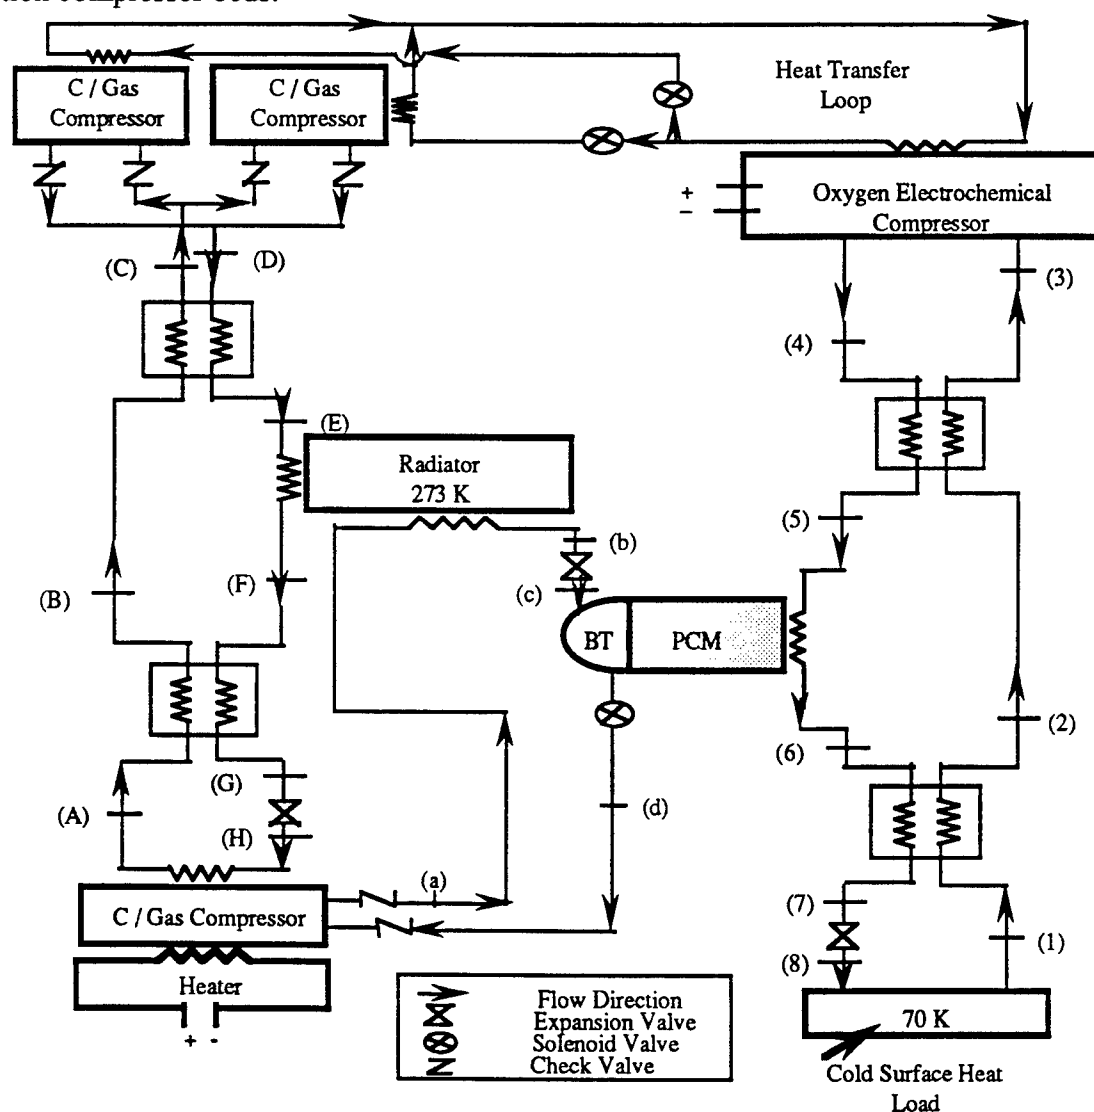 C / Gas
Compressor
C / Gas
Compressor
Heat Transfer
Loop
+
−
Oxygen Electrochemical
Compressor
(C)
(D)
(3)
(4)
(E)
Radiator
273 K
(5)
(b)
(B)
(F)
(c)
BT
PCM
(2)
(6)
(G)
(A)
(H)
(d)
(a)
(7)
(1)
(8)
C / Gas Compressor
Heater
+ -
Flow Direction
Expansion Valve
Solenoid Valve
Check Valve
70 K
Cold Surface Heat
Load